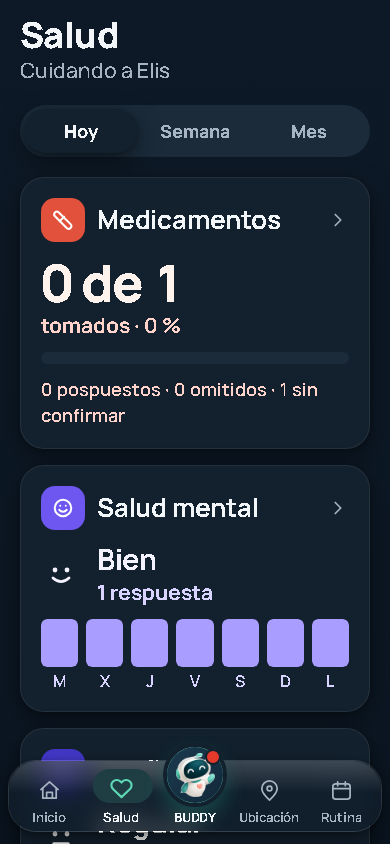 Salud
Cuidando a Elis
Hoy
Semana
Mes
Medicamentos
0 de 1
tomados · 0 %
0 pospuestos · 0 omitidos · 1 sin
confirmar
Salud mental
Bien
1 respuesta
M X J V S D L
Regular
Inicio
Salud
BUDDY
Ubicación
Rutina